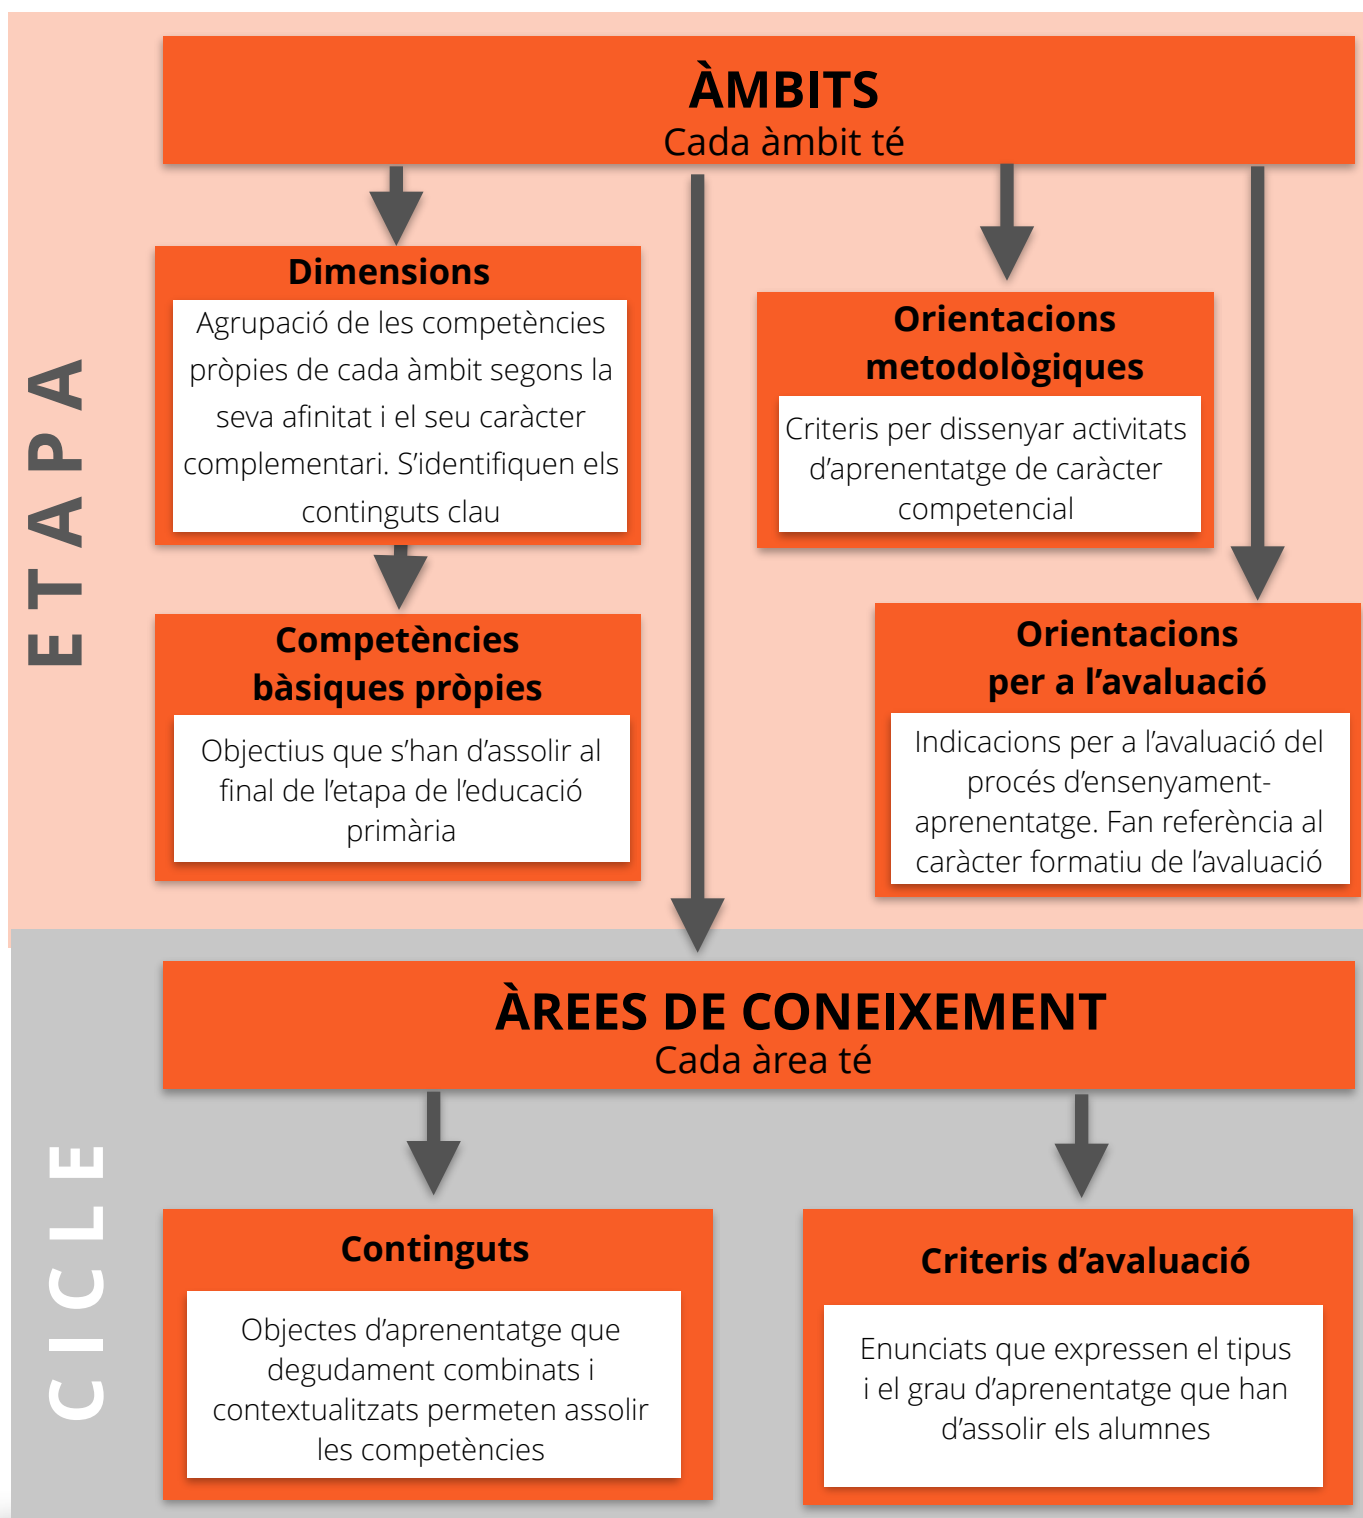 ETAPA
ÀMBITS
Cada àmbit té
Dimensions
Agrupació de les competències
pròpies de cada àmbit segons la
seva afinitat i el seu caràcter
complementari. S’identifiquen els
continguts clau
Competències
bàsiques pròpies
Objectius que s’han d’assolir al
final de l’etapa de l’educació
primària
Orientacions
metodològiques
Criteris per dissenyar activitats
d’aprenentatge de caràcter
competencial
Orientacions
per a l’avaluació
Indicacions per a l’avaluació del
procés d’ensenyament-
aprenentatge. Fan referència al
caràcter formatiu de l’avaluació
CICLE
ÀREES DE CONEIXEMENT
Cada àrea té
Continguts
Objectes d’aprenentatge que
degudament combinats i
contextualitzats permeten assolir
les competències
Criteris d’avaluació
Enunciats que expressen el tipus
i el grau d’aprenentatge que han
d’assolir els alumnes